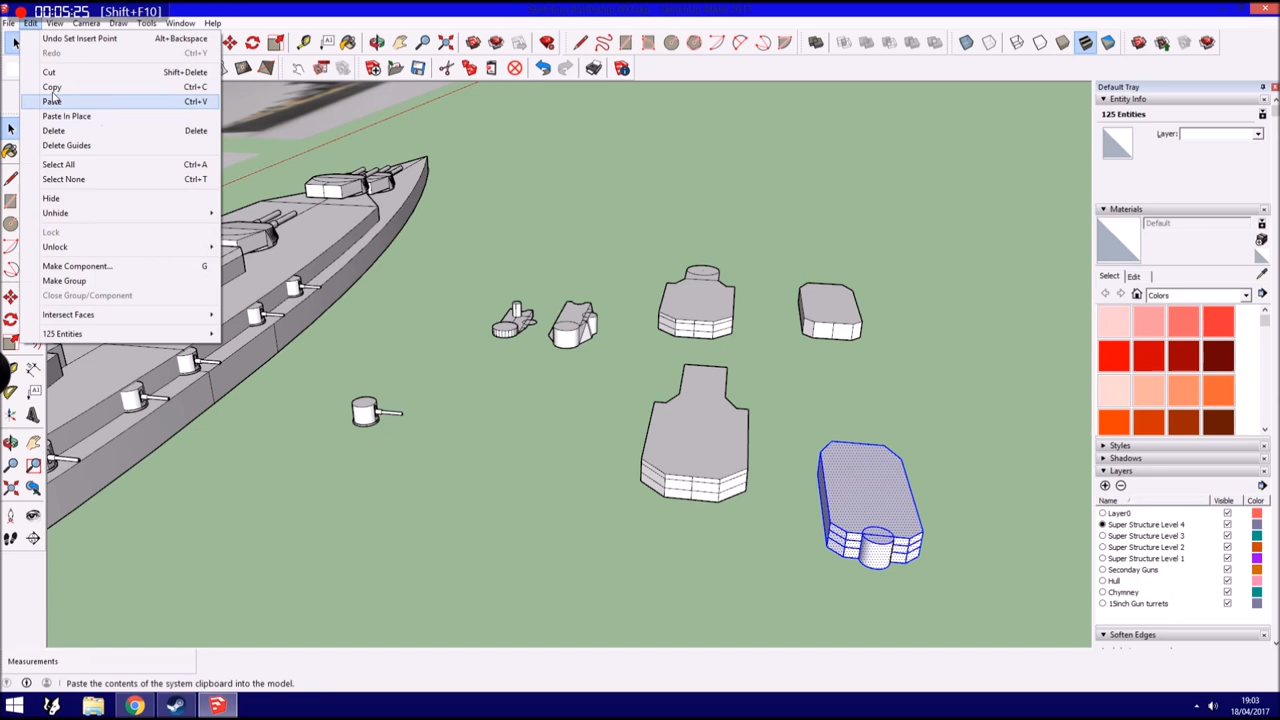 00:05:25 [Shift+F10]
File Edit View Camera Draw Tools Window Help
Undo Set Insert Point Alt+Backspace
Redo Ctrl+Y
Cut Shift+Delete
Copy Ctrl+C
Paste Ctrl+V
Paste In Place
Delete Delete
Delete Guides
Select All Ctrl+A
Select None Ctrl+T
Hide
Unhide
Lock
Unlock
Make Component... G
Make Group
Close Group/Component
Intersect Faces
125 Entities
Default Tray
Entity Info
125 Entities
Layer:
Materials
Default
Select Edit
Colors
Styles
Shadows
Layers
Name Visible Color
Layer0
Super Structure Level 4
Super Structure Level 3
Super Structure Level 2
Super Structure Level 1
Seconday Guns
Hull
Chymney
15inch Gun turrets
Soften Edges
Measurements
Paste the contents of the system clipboard into the model.
19:03
18/04/2017